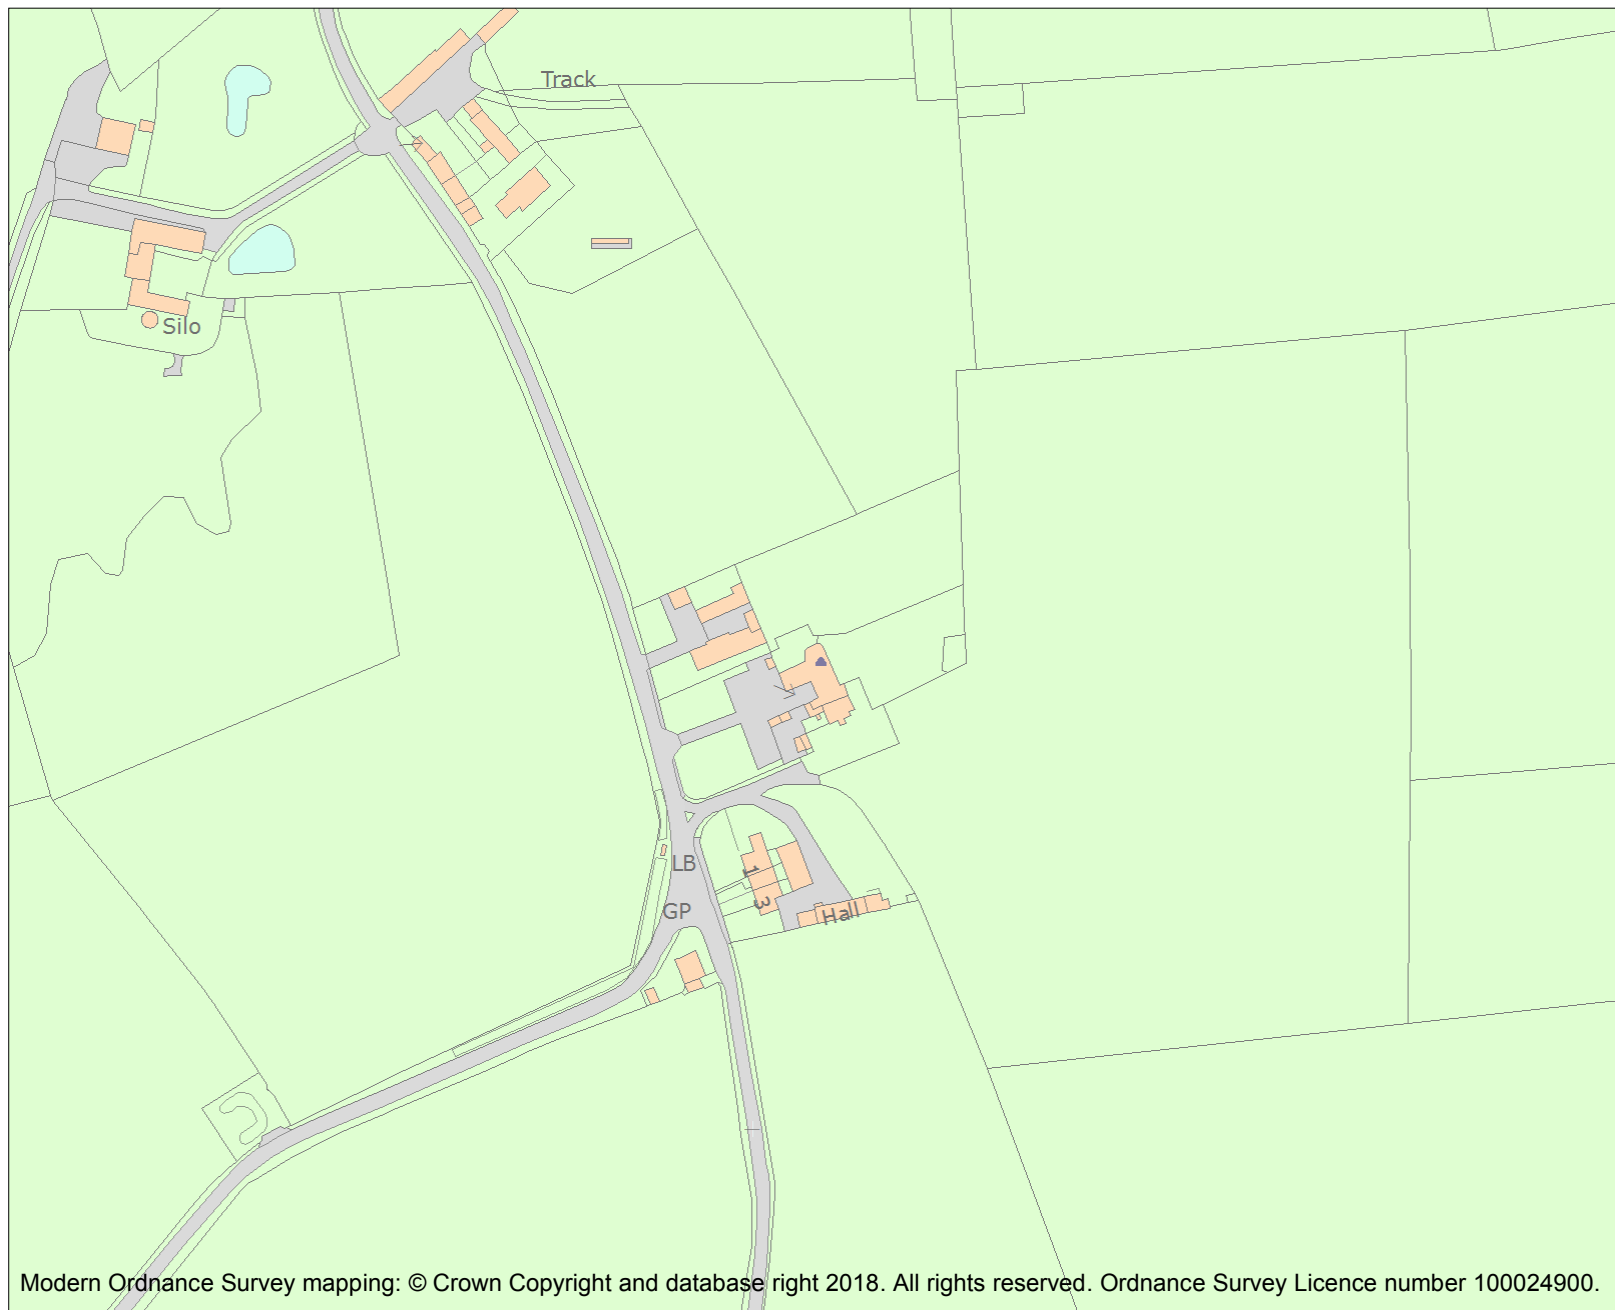 Track
Silo
LB
1
3
GP
Hall
Modern Ordnance Survey mapping: © Crown Copyright and database right 2018. All rights reserved. Ordnance Survey Licence number 100024900.